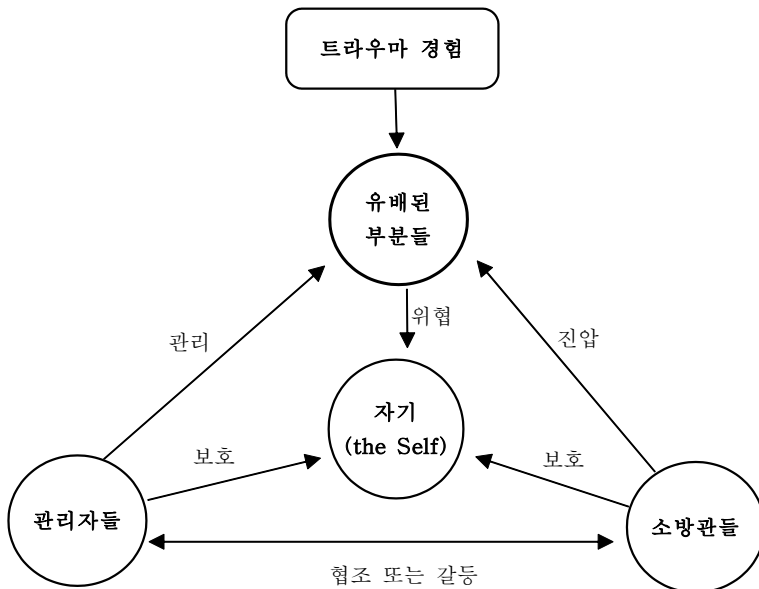 트라우마 경험
유배된
부분들
위협
관리
진압
자기
(the Self)
보호
보호
관리자들
소방관들
협조 또는 갈등